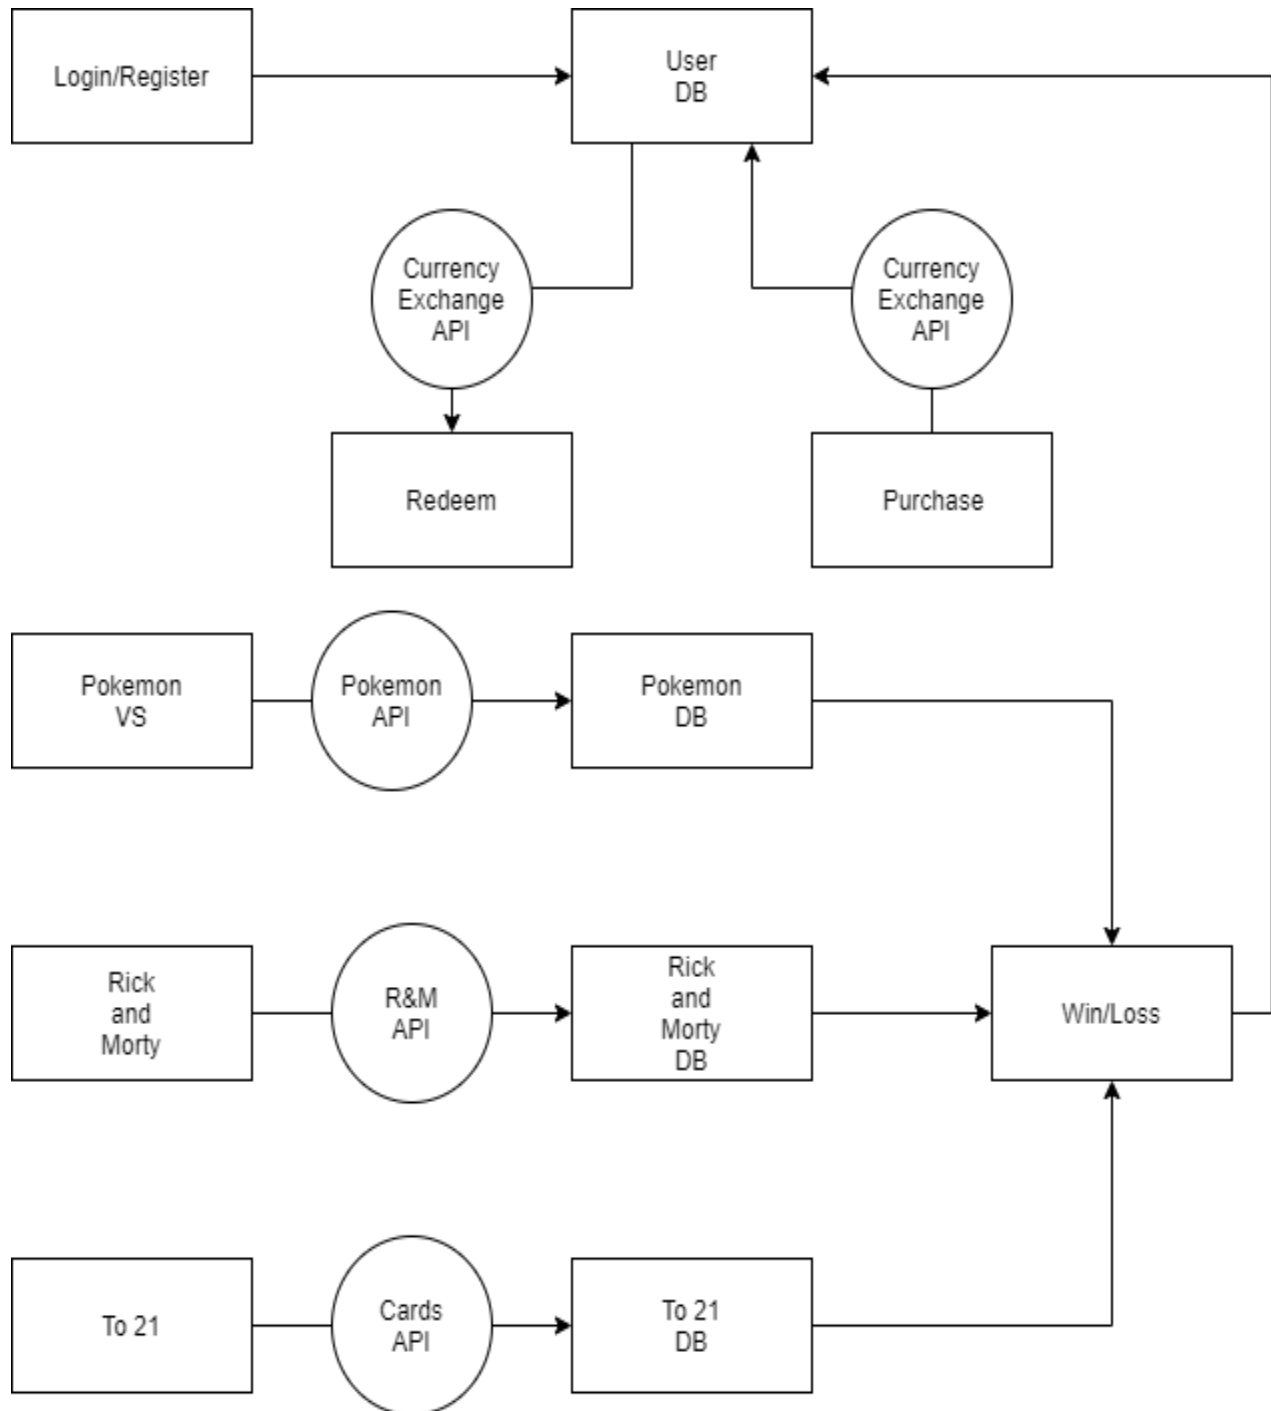 Login/Register
User
DB
Currency
Exchange
API
Currency
Exchange
API
Redeem
Purchase
Pokemon
VS
Pokemon
API
Pokemon
DB
Rick
and
Morty
R&M
API
Rick
and
Morty
DB
Win/Loss
To 21
Cards
API
To 21
DB